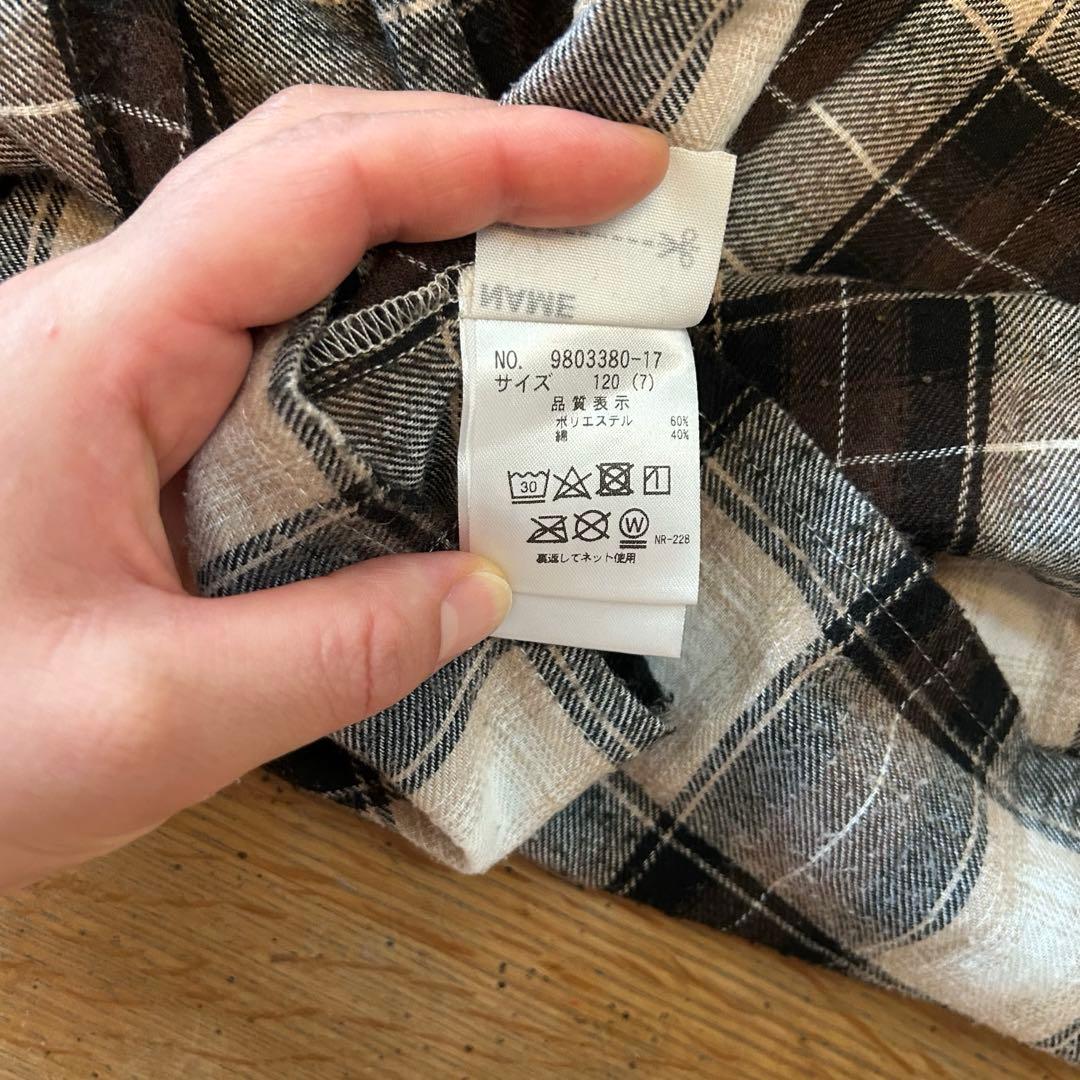 NAME
NO. 9803380-17
サイズ 120 (7)
品質表示
ポリエステル 60%
綿 40%
30
W
NR-228
裏返してネット使用